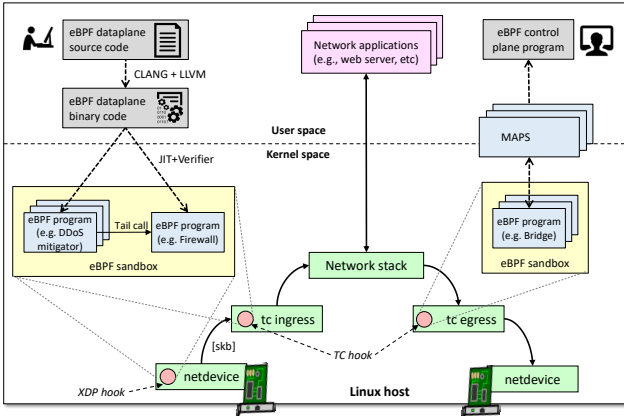 eBPF dataplane
source code
CLANG + LLVM
eBPF dataplane
binary code
Network applications
(e.g., web server, etc)
eBPF control
plane program
User space
Kernel space
MAPS
JIT+Verifier
eBPF program
(e.g. DDoS
mitigator)
Tail call
eBPF program
(e.g. Firewall)
eBPF sandbox
eBPF program
(e.g. Bridge)
eBPF sandbox
Network stack
tc ingress
tc egress
[skb]
TC hook
netdevice
netdevice
XDP hook
Linux host